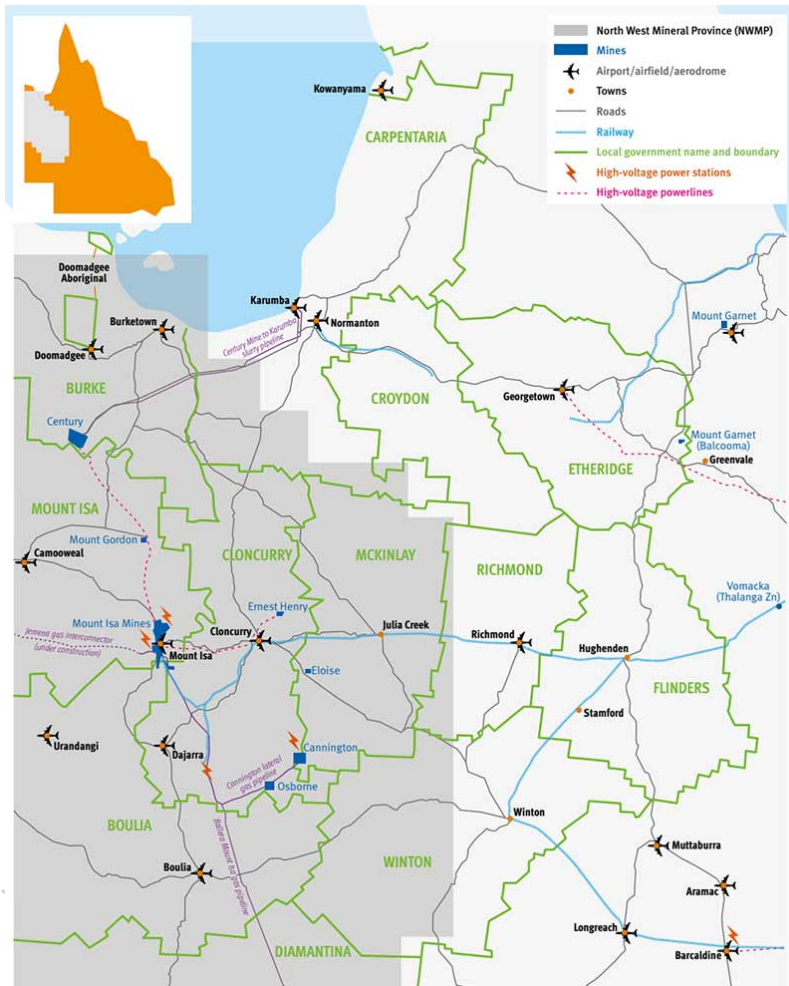 North West Mineral Province (NWMP)
Mines
Airport/airfield/aerodrome
Towns
Roads
Railway
Local government name and boundary
High-voltage power stations
High-voltage powerlines
Kowanyama
CARPENTARIA
Doomadgee
Aboriginal
Karumba
Burketown
Normanton
Mount Garnet
Century Mine to Karumba
slurry pipeline
Doomadgee
BURKE
CROYDON
Georgetown
Century
Mount Garnet
(Balcooma)
Greenvale
ETHERIDGE
MOUNT ISA
Mount Gordon
CLONCURRY
MCKINLAY
Camooweal
RICHMOND
Vomacka
(Thalanga Zn)
Ernest Henry
Mount Isa Mines
Julia Creek
Cloncurry
Richmond
Jemena gas interconnector
(under construction)
Mount Isa
Hughenden
Eloise
FLINDERS
Stamford
Urandangi
Dajarra
Cannington
Cannington lateral
gas pipeline
Osborne
Winton
BOULIA
Ballera Mount Isa gas pipeline
Muttaburra
WINTON
Boulia
Aramac
Longreach
DIAMANTINA
Barcaldine